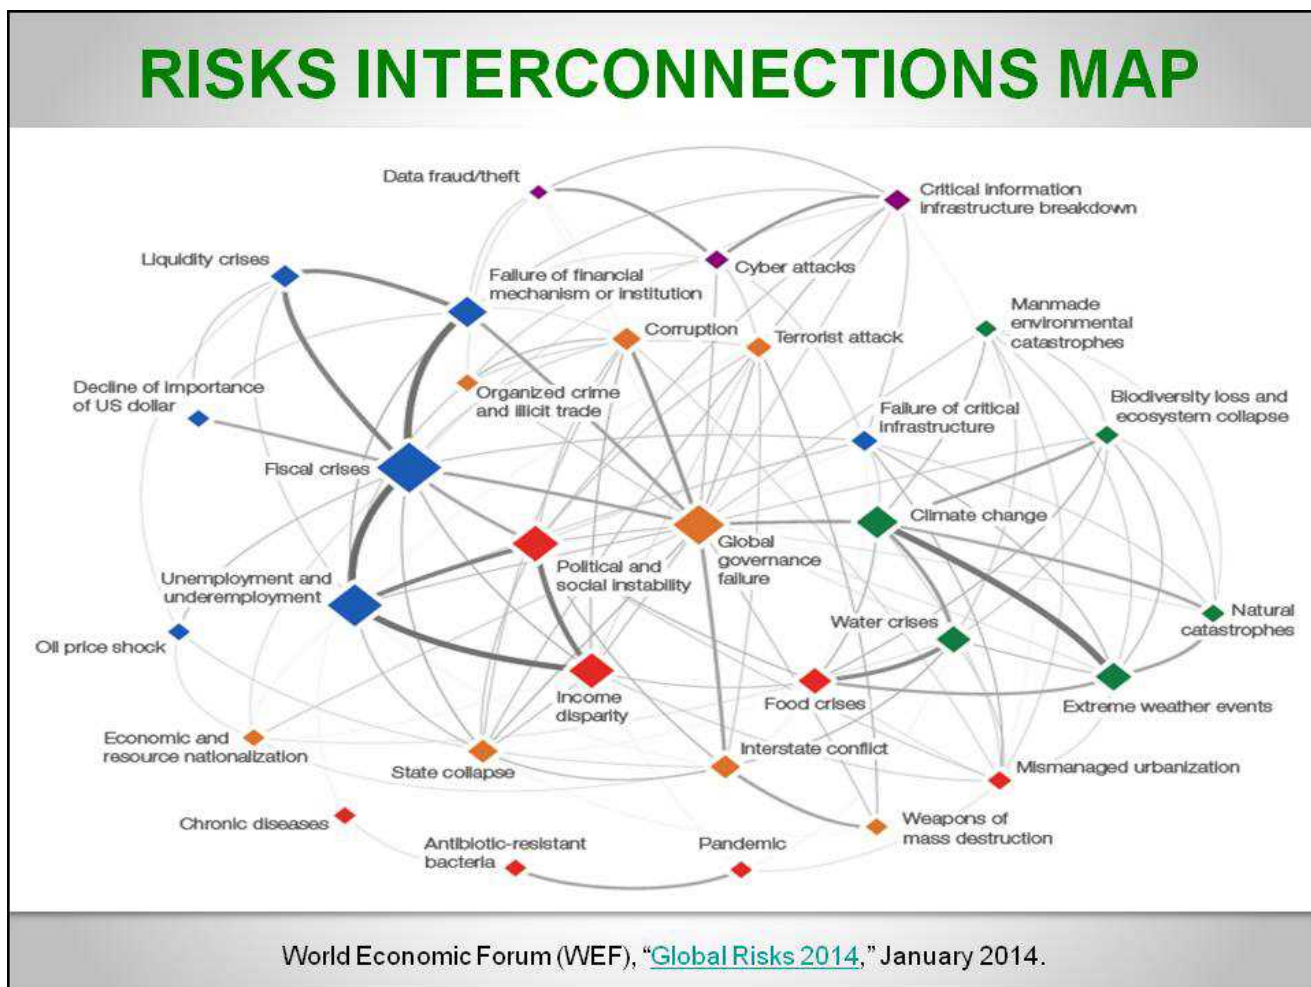 RISKS INTERCONNECTIONS MAP
Data fraud/theft
Critical information
infrastructure breakdown
Liquidity crises
Cyber attacks
Failure of financial
mechanism or institution
Manmade
environmental
catastrophes
Corruption
Terrorist attack
Decline of importance
of US dollar
Organized crime
and illicit trade
Biodiversity loss and
ecosystem collapse
Failure of critical
infrastructure
Fiscal crises
Climate change
Global
governance
failure
Political and
social instability
Unemployment and
underemployment
Natural
catastrophes
Water crises
Oil price shock
Income
disparity
Food crises
Extreme weather events
Economic and
resource nationalization
State collapse
Interstate conflict
Mismanaged urbanization
Chronic diseases
Weapons of
mass destruction
Antibiotic-resistant
bacteria
Pandemic
World Economic Forum (WEF), “Global Risks 2014,” January 2014.